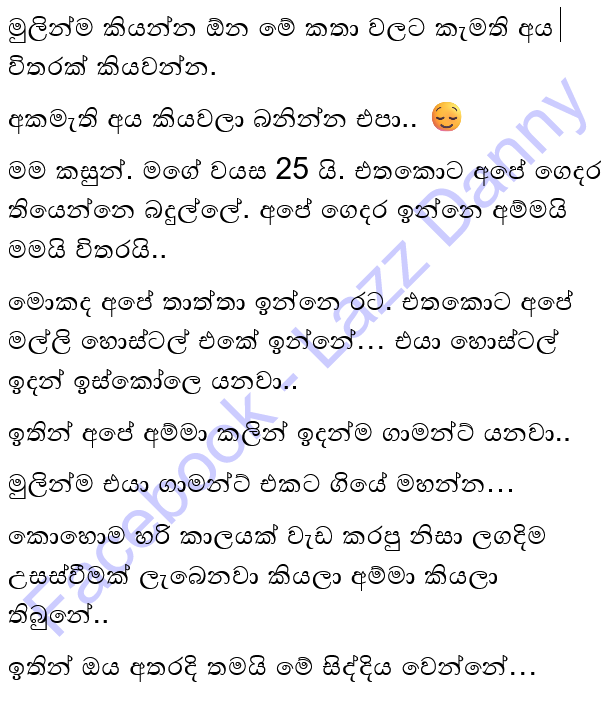 මුලින්ම කියන්න ඕන මේ කතා වලට කැමති අය
විතරක් කියවන්න.
අකමැති අය කියවලා බනින්න එපා.. 😌
මම කසුන්. මගේ වයස 25 යි. එතකොට අපේ ගෙදර
තියෙන්නෙ බදුල්ලේ. අපේ ගෙදර ඉන්නෙ අම්මයි
මමයි විතරයි..
මොකද අපේ තාත්තා ඉන්නෙ රට. එතකොට අපේ
මල්ලි හොස්ටල් එකේ ඉන්නේ… එයා හොස්ටල්
ඉදන් ඉස්කෝලෙ යනවා..
ඉතින් අපේ අම්මා කලින් ඉදන්ම ගාමන්ට් යනවා..
මුලින්ම එයා ගාමන්ට් එකට ගියේ මහන්න…
කොහොම හරි කාලයක් වැඩ කරපු නිසා ලගදිම
උසස්වීමක් ලැබෙනවා කියලා අම්මා කියලා
තිබුනේ..
ඉතින් ඔය අතරදි තමයි මේ සිද්දිය වෙන්නේ…
Facebook - Lazz Danny